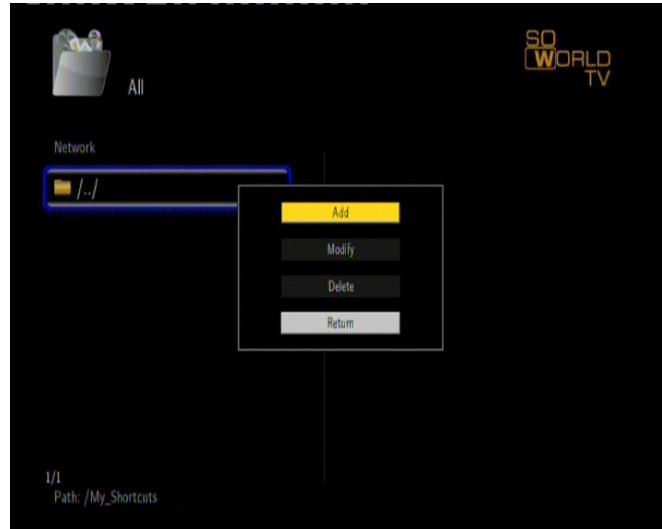 All
SO
WORLD
TV
Network
/../
Add
Modify
Delete
Return
1/1
Path: /My_Shortcuts